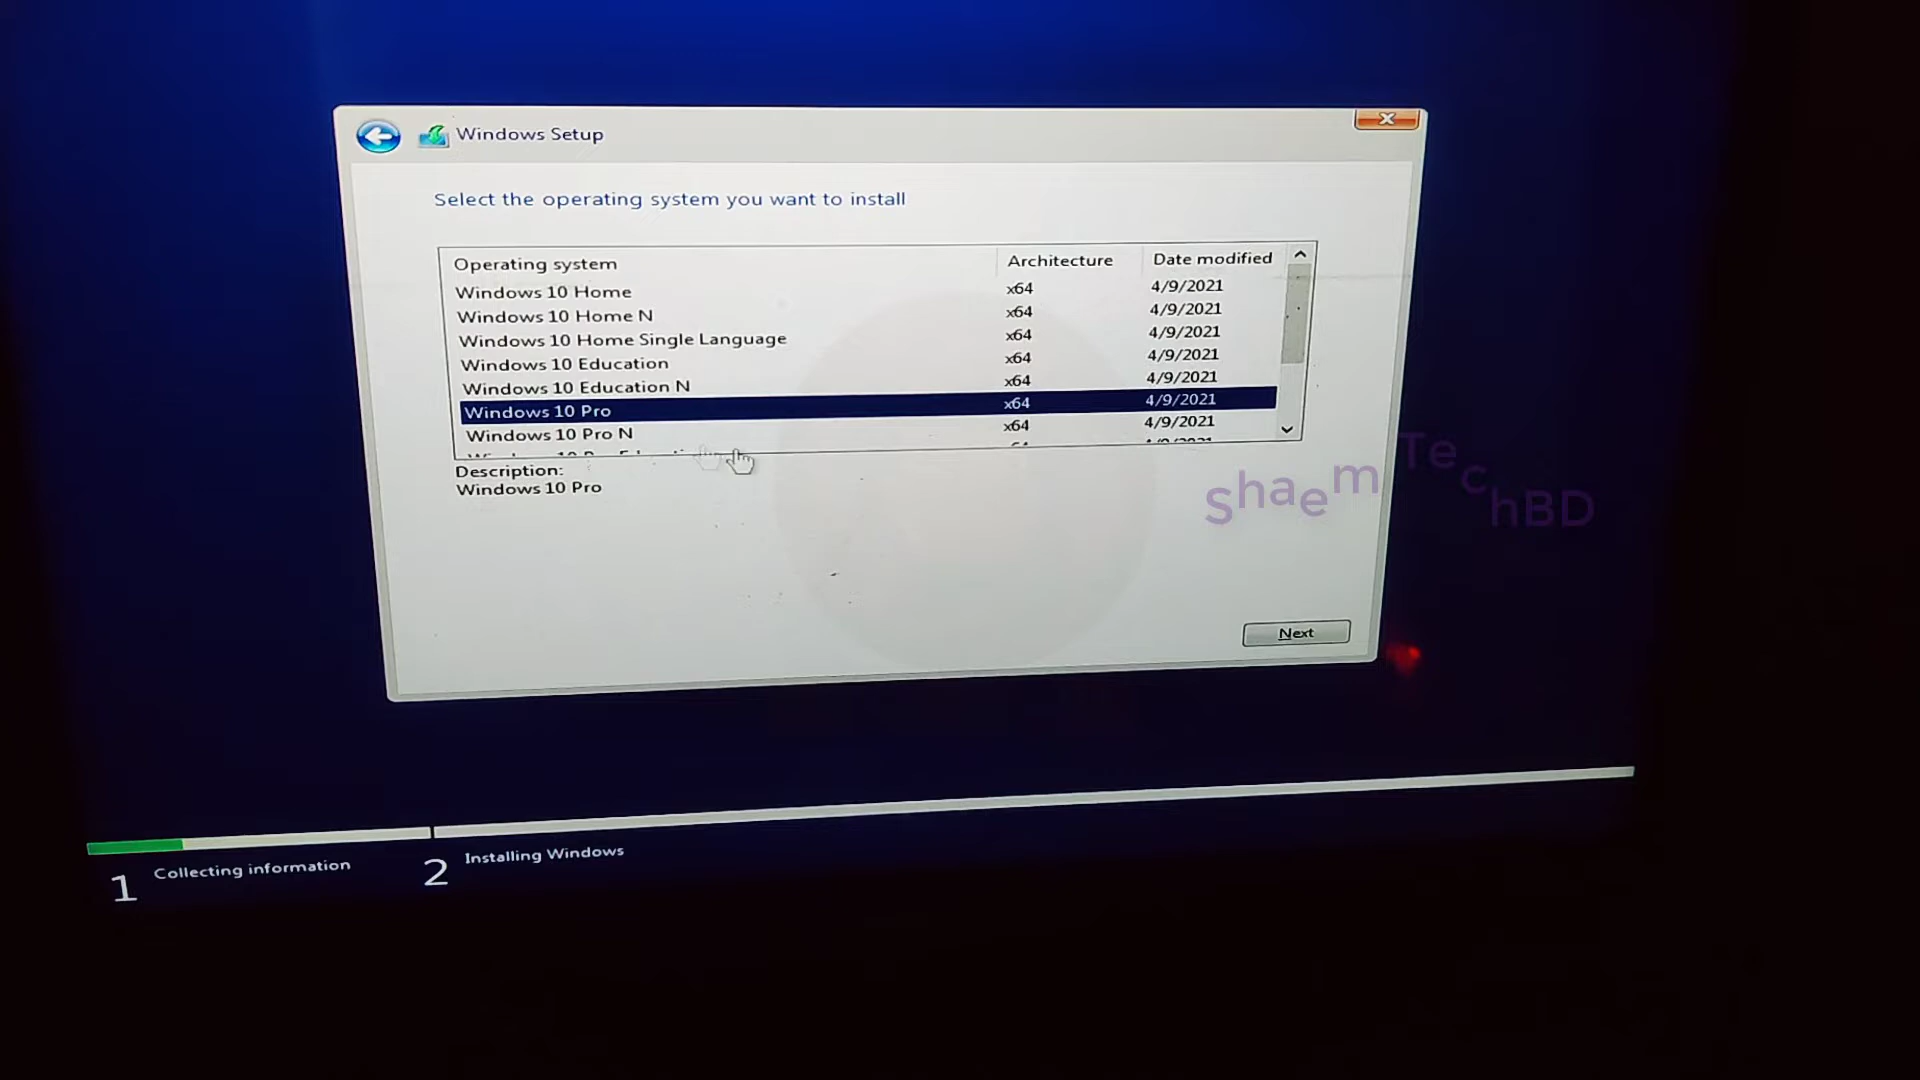 Windows Setup
Select the operating system you want to install
Operating system Architecture Date modified
Windows 10 Home x64 4/9/2021
Windows 10 Home N x64 4/9/2021
Windows 10 Home Single Language x64 4/9/2021
Windows 10 Education x64 4/9/2021
Windows 10 Education N x64 4/9/2021
Windows 10 Pro x64 4/9/2021
Windows 10 Pro N x64 4/9/2021
Description:
Windows 10 Pro
Shaem TechBD
Next
1 Collecting information
2 Installing Windows